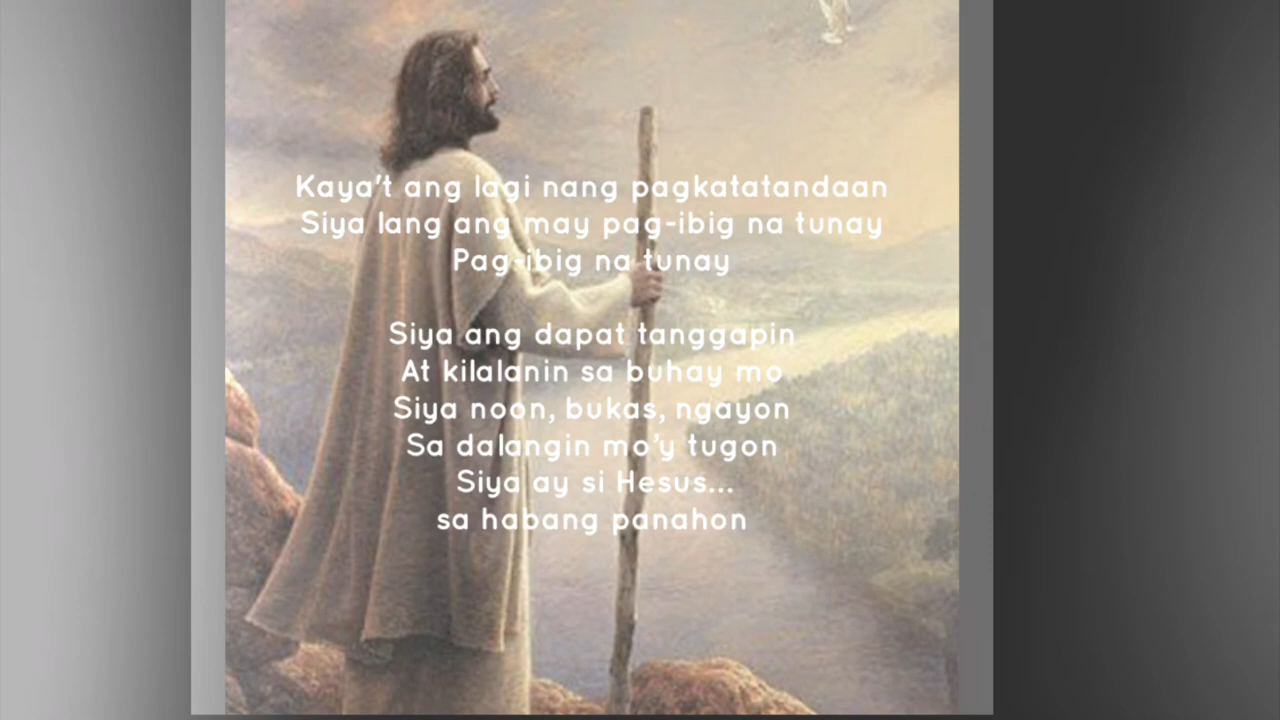 Kaya't ang lagi nang pagkatatandaan
Siya lang ang may pag-ibig na tunay
Pag-ibig na tunay
Siya ang dapat tanggapin
At kilalanin sa buhay mo
Siya noon, bukas, ngayon
Sa dalangin mo’y tugon
Siya ay si Hesus...
sa habang panahon